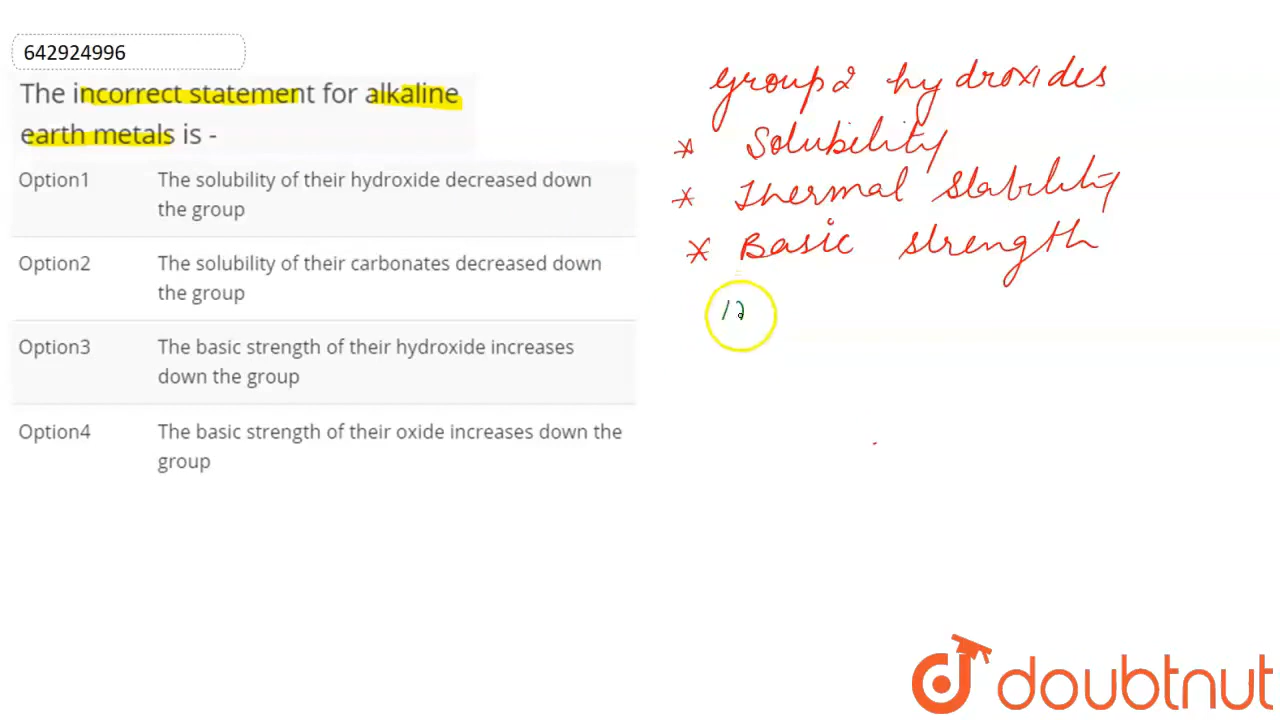 642924996
The incorrect statement for alkaline
earth metals is -
Option1 The solubility of their hydroxide decreased down
the group
Option2 The solubility of their carbonates decreased down
the group
Option3 The basic strength of their hydroxide increases
down the group
Option4 The basic strength of their oxide increases down the
group
group 2 hydroxides
* Solubility
* Thermal stability
* Basic strength
12
doubtnut